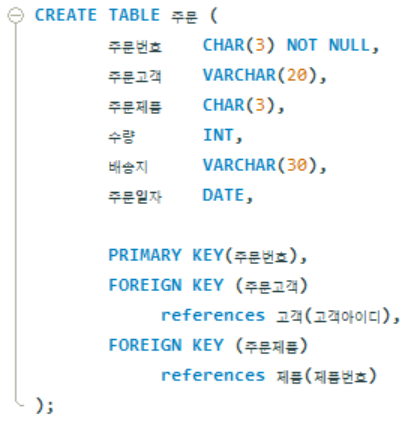 CREATE TABLE 주문 (
주문번호 CHAR(3) NOT NULL,
주문고객 VARCHAR(20),
주문제품 CHAR(3),
수량 INT,
배송지 VARCHAR(30),
주문일자 DATE,
PRIMARY KEY(주문번호),
FOREIGN KEY (주문고객)
references 고객(고객아이디),
FOREIGN KEY (주문제품)
references 제품(제품번호)
);